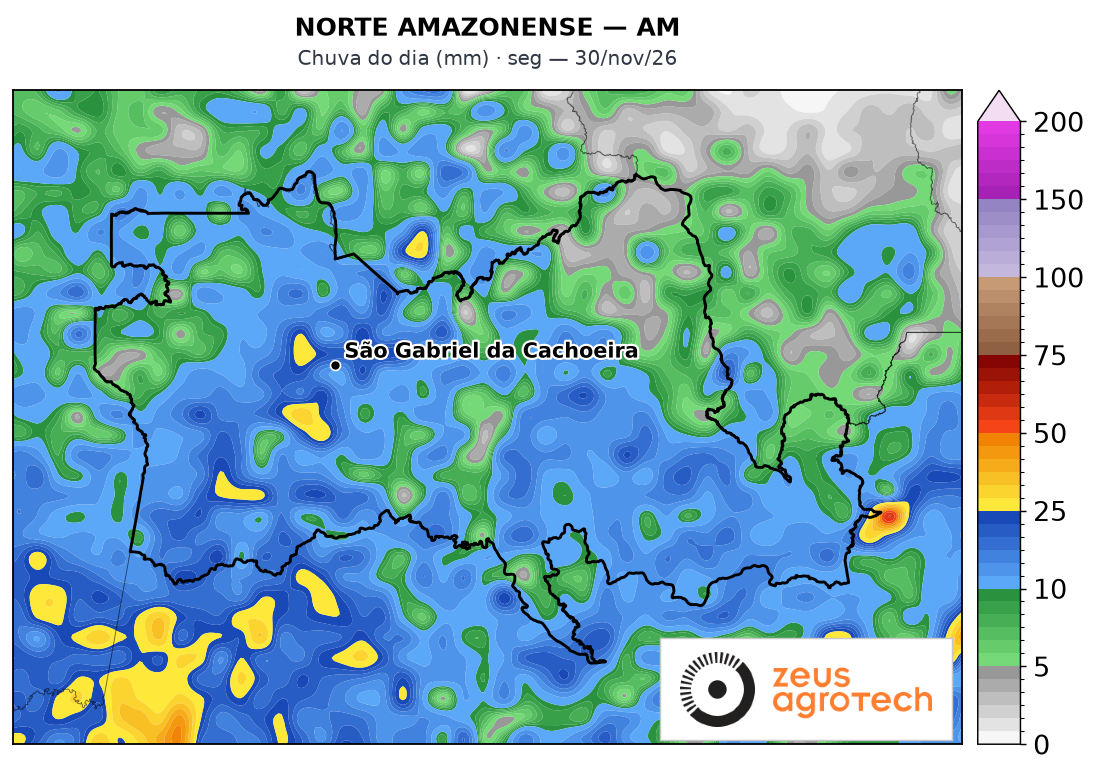 NORTE AMAZONENSE — AM
Chuva do dia (mm) · seg — 30/nov/26
São Gabriel da Cachoeira
200
150
100
75
50
25
10
5
0
zeus
agrotech